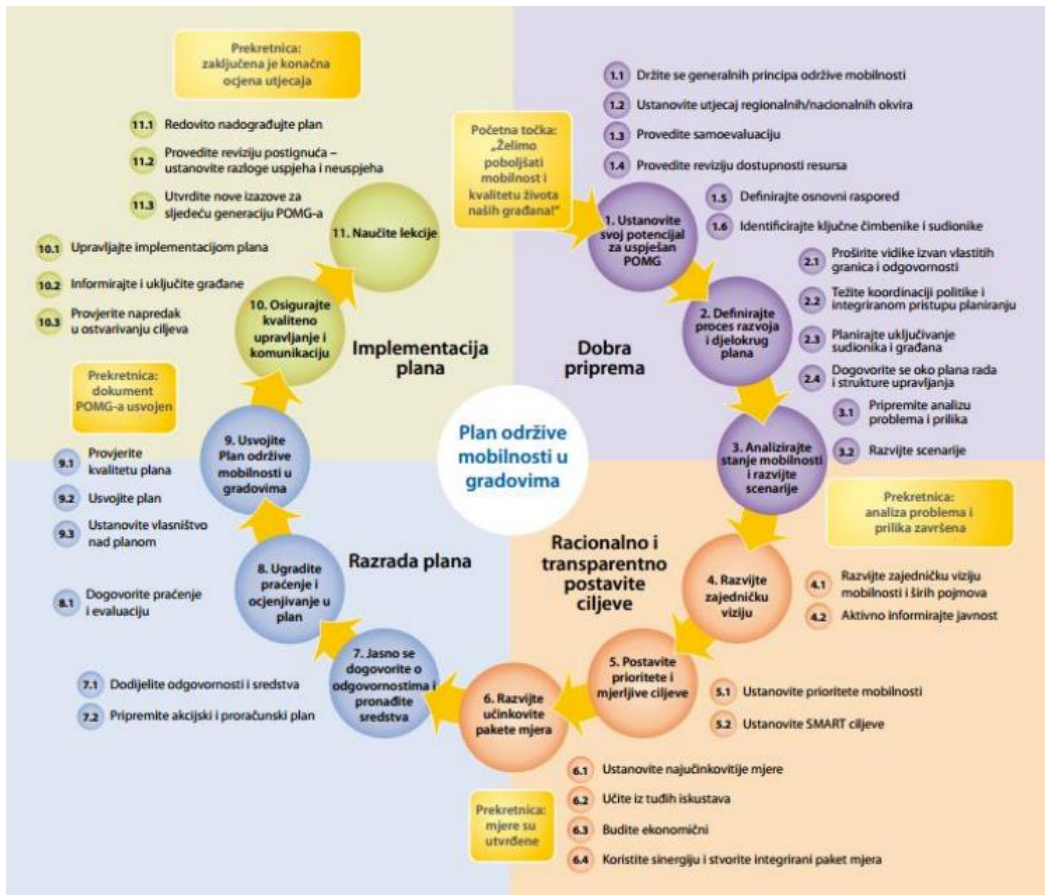 Prekretnica:
zaključena je konačna
ocjena utjecaja
11.1 Redovito nadograđujte plan
11.2 Provedite reviziju postignuća –
ustanovite razloge uspjeha i neuspjeha
11.3 Utvrdite nove izazove za
sljedeću generaciju POMG-a
11. Naučite lekcije
10.1 Upravljajte implementacijom plana
10.2 Informirajte i uključite građane
10.3 Provjerite napredak
u ostvarivanju ciljeva
10. Osigurajte
kvaliteno
upravljanje i
komunikaciju
Implementacija
plana
Početna točka:
„Želimo
poboljšati
mobilnost i
kvalitetu života
naših građana!”
1.1 Držite se generalnih principa održive mobilnosti
1.2 Ustanovite utjecaj regionalnih/nacionalnih okvira
1.3 Provedite samoevaluaciju
1.4 Provedite reviziju dostupnosti resursa
1.5 Definirajte osnovni raspored
1.6 Identificirajte ključne čimbenike i sudionike
1. Ustanovite
svoj potencijal
za uspješan
POMG
2.1 Proširite vidike izvan vlastitih
granica i odgovornosti
2.2 Težite koordinaciji politike i
integriranom pristupu planiranju
2.3 Planirajte uključivanje
sudionika i građana
2.4 Dogovorite se oko plana rada
i strukture upravljanja
2. Definirajte
proces razvoja
i djelokrug
plana
Dobra
priprema
3.1 Pripremite analizu
problema i prilika
3.2 Razvijte scenarije
3. Analizirajte
stanje mobilnosti
i razvijte
scenarije
Prekretnica:
dokument
POMG-a usvojen
9. Usvojite
Plan održive
mobilnosti u
gradovima
9.1 Provjerite
kvalitetu plana
9.2 Usvojite plan
9.3 Ustanovite vlasništvo
nad planom
Plan održive
mobilnosti u
gradovima
Prekretnica:
analiza problema i
prilika završena
Razrada plana
8. Ugradite
praćenje i
ocjenjivanje u
plan
8.1 Dogovorite praćenje
i evaluaciju
Racionalno i
transparentno
postavite
ciljeve
4. Razvijte
zajedničku
viziju
4.1 Razvijte zajedničku viziju
mobilnosti i širih pojmova
4.2 Aktivno informirajte javnost
7. Jasno se
dogovorite o
odgovornostima i
pronađite
sredstva
7.1 Dodijelite odgovornosti i sredstva
7.2 Pripremite akcijski i proračunski plan
5. Postavite
prioritete i
mjerljive ciljeve
5.1 Ustanovite prioritete mobilnosti
5.2 Ustanovite SMART ciljeve
6. Razvijte
učinkovite
pakete mjera
Prekretnica:
mjere su
utvrđene
6.1 Ustanovite najučinkovitije mjere
6.2 Učite iz tuđih iskustava
6.3 Budite ekonomični
6.4 Koristite sinergiju i stvorite integrirani paket mjera